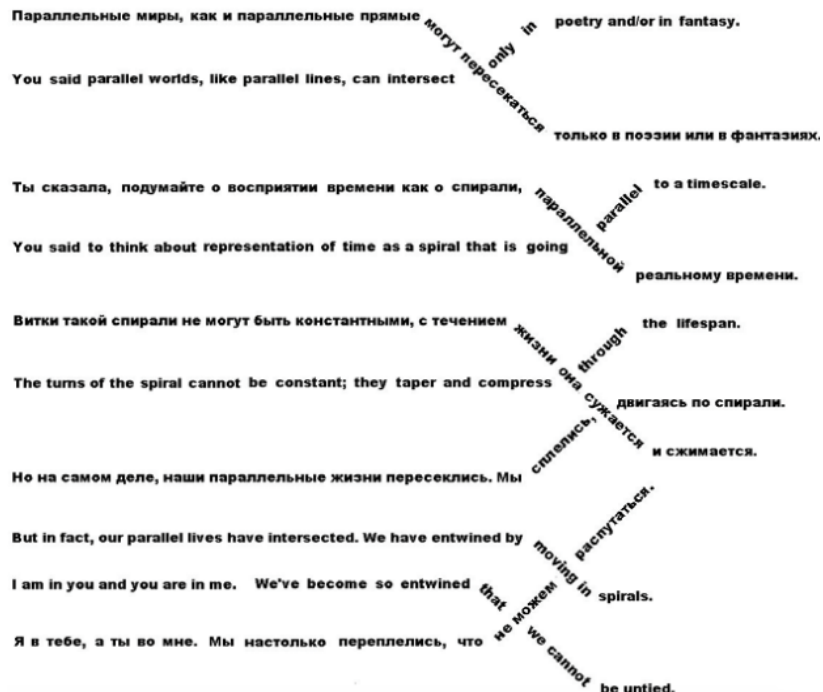 Параллельные миры, как и параллельные прямые могут пересекаться только в поэзии или в фантазиях.
You said parallel worlds, like parallel lines, can intersect only in poetry and/or in fantasy.
Ты сказала, подумайте о восприятии времени как о спирали, параллельной реальному времени.
You said to think about representation of time as a spiral that is going parallel to a timescale.
Витки такой спирали не могут быть константными, с течением жизни она сужается и сжимается.
The turns of the spiral cannot be constant; they taper and compress through the lifespan.
Но на самом деле, наши параллельные жизни пересеклись. Мы сплелись, двигаясь по спирали.
But in fact, our parallel lives have intersected. We have entwined by moving in spirals.
I am in you and you are in me. We've become so entwined that we cannot be untied.
Я в тебе, а ты во мне. Мы настолько переплелись, что не можем распутаться.